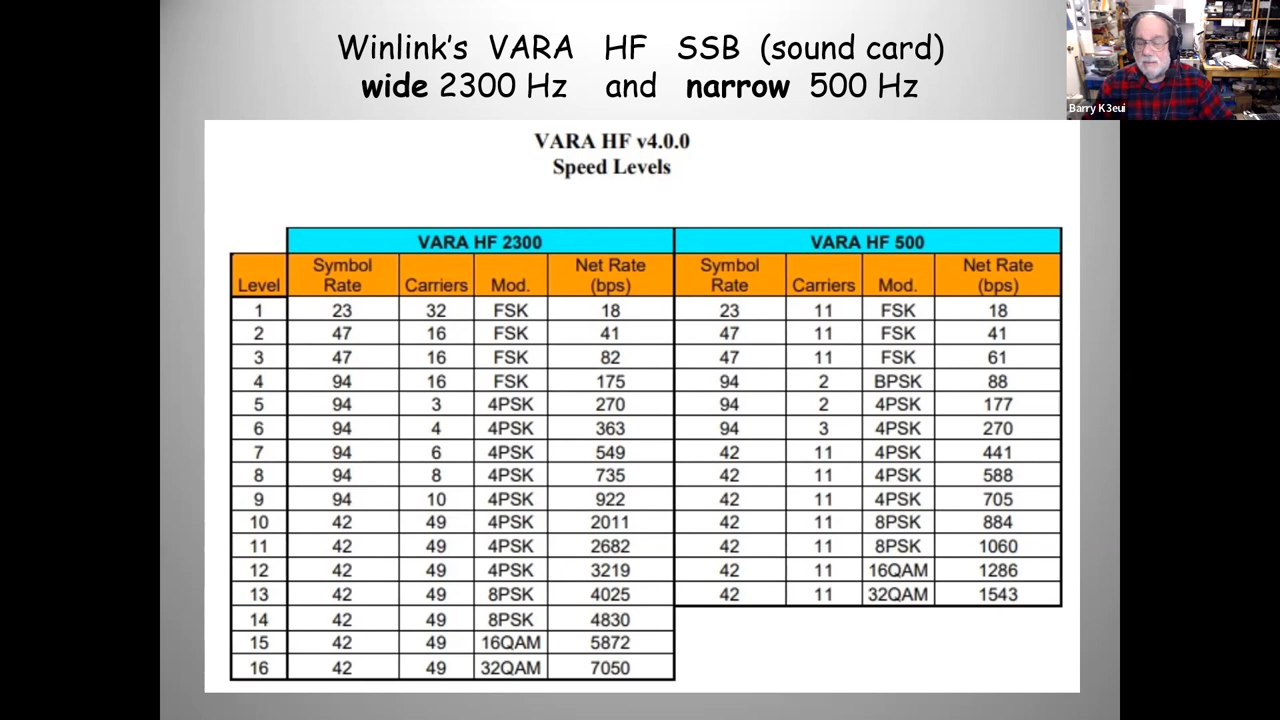 Winlink's VARA HF SSB (sound card)
wide 2300 Hz and narrow 500 Hz
Barry K3eui
VARA HF v4.0.0
Speed Levels
VARA HF 2300 VARA HF 500
Level Symbol Rate Carriers Mod. Net Rate (bps) Symbol Rate Carriers Mod. Net Rate (bps)
1 23 32 FSK 18 23 11 FSK 18
2 47 16 FSK 41 47 11 FSK 41
3 47 16 FSK 82 47 11 FSK 61
4 94 16 FSK 175 94 2 BPSK 88
5 94 3 4PSK 270 94 2 4PSK 177
6 94 4 4PSK 363 94 3 4PSK 270
7 94 6 4PSK 549 42 11 4PSK 441
8 94 8 4PSK 735 42 11 4PSK 588
9 94 10 4PSK 922 42 11 4PSK 705
10 42 49 4PSK 2011 42 11 8PSK 884
11 42 49 4PSK 2682 42 11 8PSK 1060
12 42 49 4PSK 3219 42 11 16QAM 1286
13 42 49 8PSK 4025 42 11 32QAM 1543
14 42 49 8PSK 4830
15 42 49 16QAM 5872
16 42 49 32QAM 7050